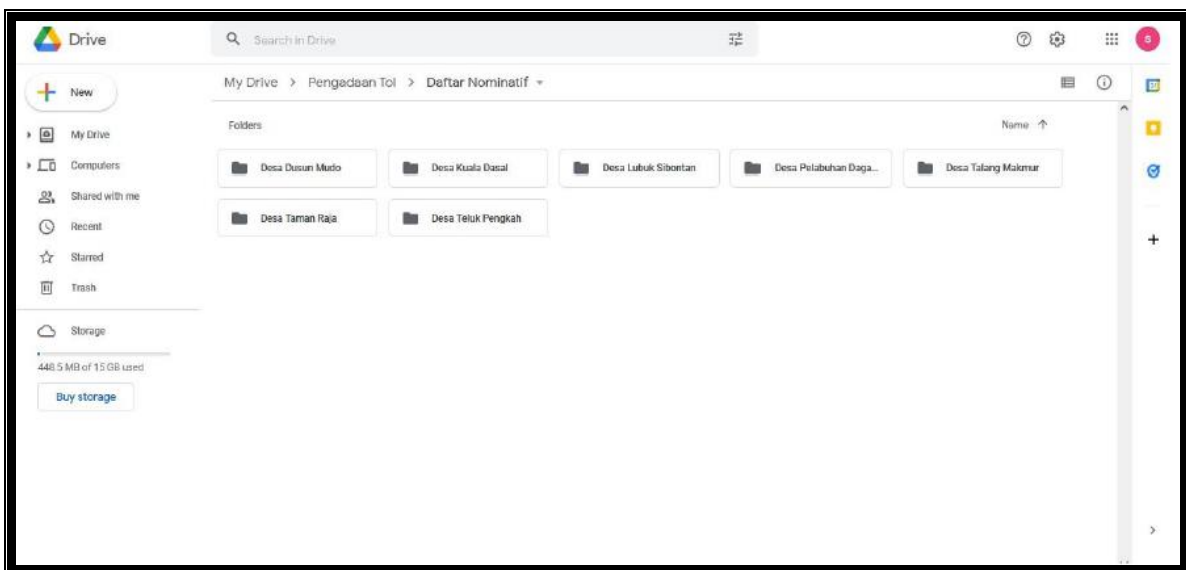 Drive
Search in Drive
S
New
My Drive > Pengadaan Tol > Daftar Nominatif
My Drive
Computers
Shared with me
Recent
Starred
Trash
Storage
448.5 MB of 15 GB used
Buy storage
Folders
Name
Desa Dusun Mudo
Desa Kuala Dasal
Desa Lubuk Sibontan
Desa Pelabuhan Daga...
Desa Talang Makmur
Desa Taman Raja
Desa Teluk Pengkah